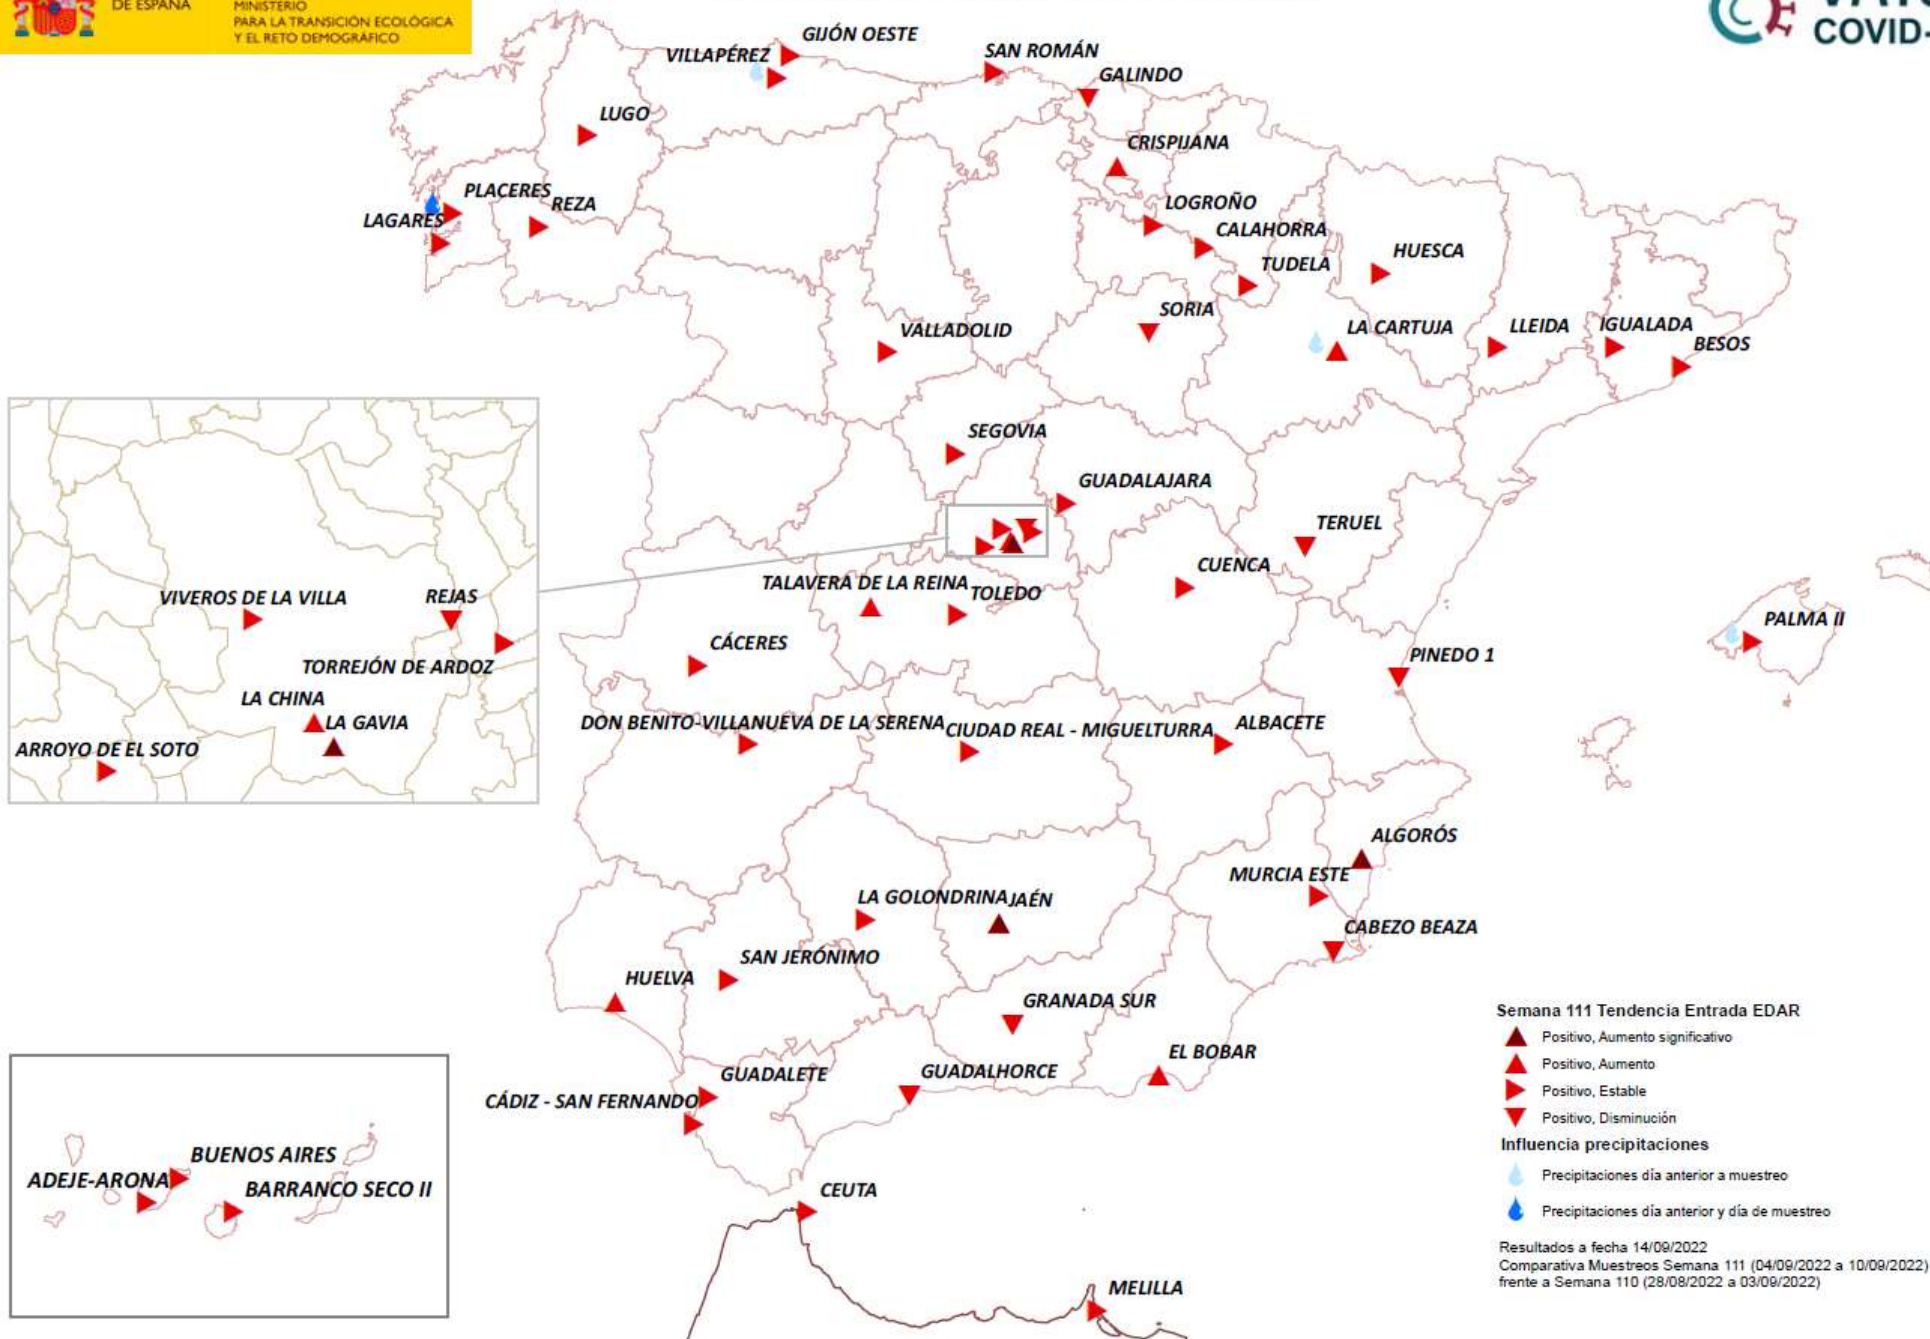 DE ESPAÑA
MINISTERIO
PARA LA TRANSICIÓN ECOLÓGICA
Y EL RETO DEMOGRÁFICO
COVID-
GIJÓN OESTE
VILLAPÉREZ
SAN ROMÁN
GALINDO
LUGO
CRISPIJANA
PLACERES
REZA
LAGARES
LOGROÑO
CALAHORRA
TUDELA
HUESCA
SORIA
VALLADOLID
LA CARTUJA
LLEIDA
IGUALADA
BESOS
SEGOVIA
GUADALAJARA
TERUEL
CUENCA
TALAVERA DE LA REINA
TOLEDO
VIVEROS DE LA VILLA
REJAS
TORREJÓN DE ARDOZ
LA CHINA
LA GAVIA
ARROYO DE EL SOTO
CÁCERES
PALMA II
PINEDO 1
DON BENITO-VILLANUEVA DE LA SERENA
CIUDAD REAL - MIGUELTURRA
ALBACETE
ALGORÓS
MURCIA ESTE
LA GOLONDRINA
JAÉN
CABEZO BEAZA
SAN JERÓNIMO
HUELVA
GRANADA SUR
EL BOBAR
GUADALETE
GUADALHORCE
CÁDIZ - SAN FERNANDO
BUENOS AIRES
ADEJE-ARONA
BARRANCO SECO II
CEUTA
MELILLA
Semana 111 Tendencia Entrada EDAR
Positivo, Aumento significativo
Positivo, Aumento
Positivo, Estable
Positivo, Disminución
Influencia precipitaciones
Precipitaciones día anterior a muestreo
Precipitaciones día anterior y día de muestreo
Resultados a fecha 14/09/2022
Comparativa Muestreos Semana 111 (04/09/2022 a 10/09/2022)
frente a Semana 110 (28/08/2022 a 03/09/2022)